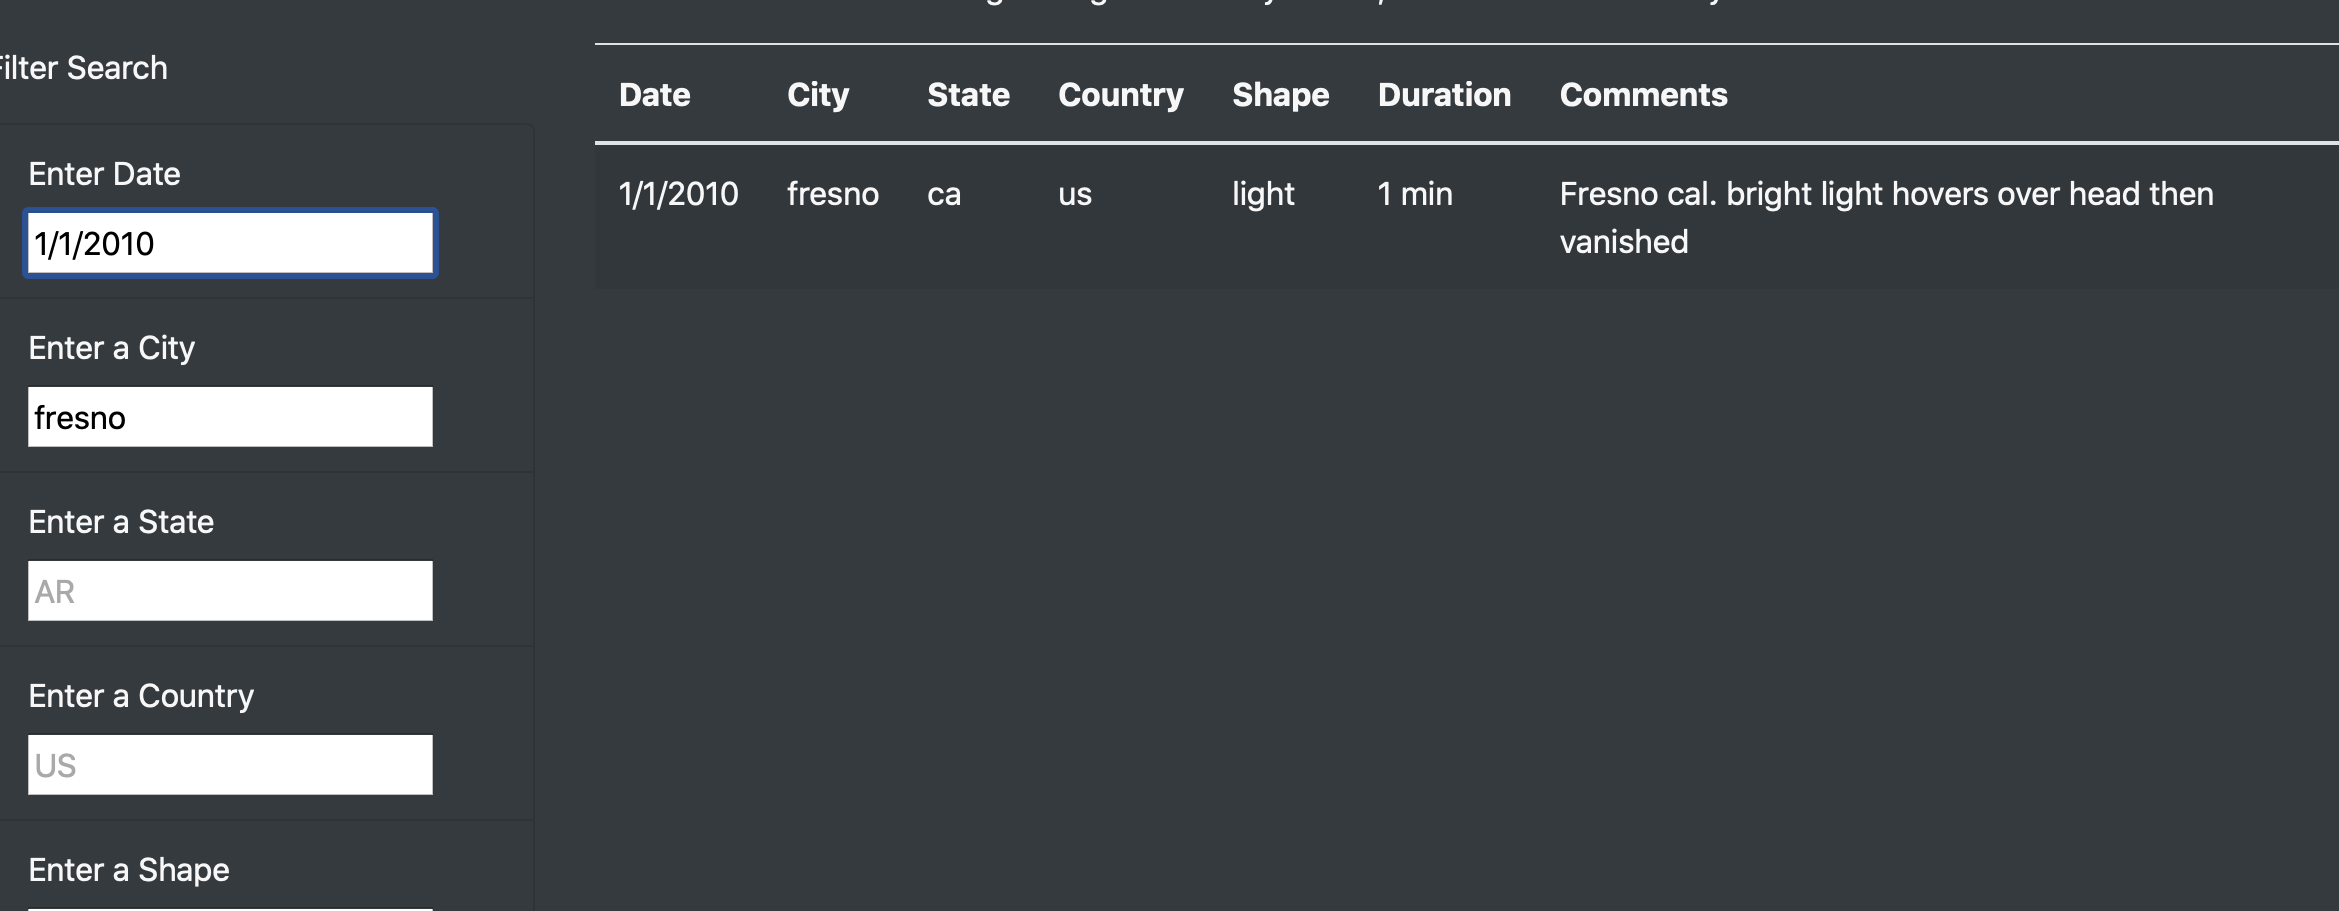 Filter Search
Enter Date
1/1/2010
Enter a City
fresno
Enter a State
AR
Enter a Country
US
Enter a Shape
Date City State Country Shape Duration Comments
1/1/2010 fresno ca us light 1 min Fresno cal. bright light hovers over head then
vanished